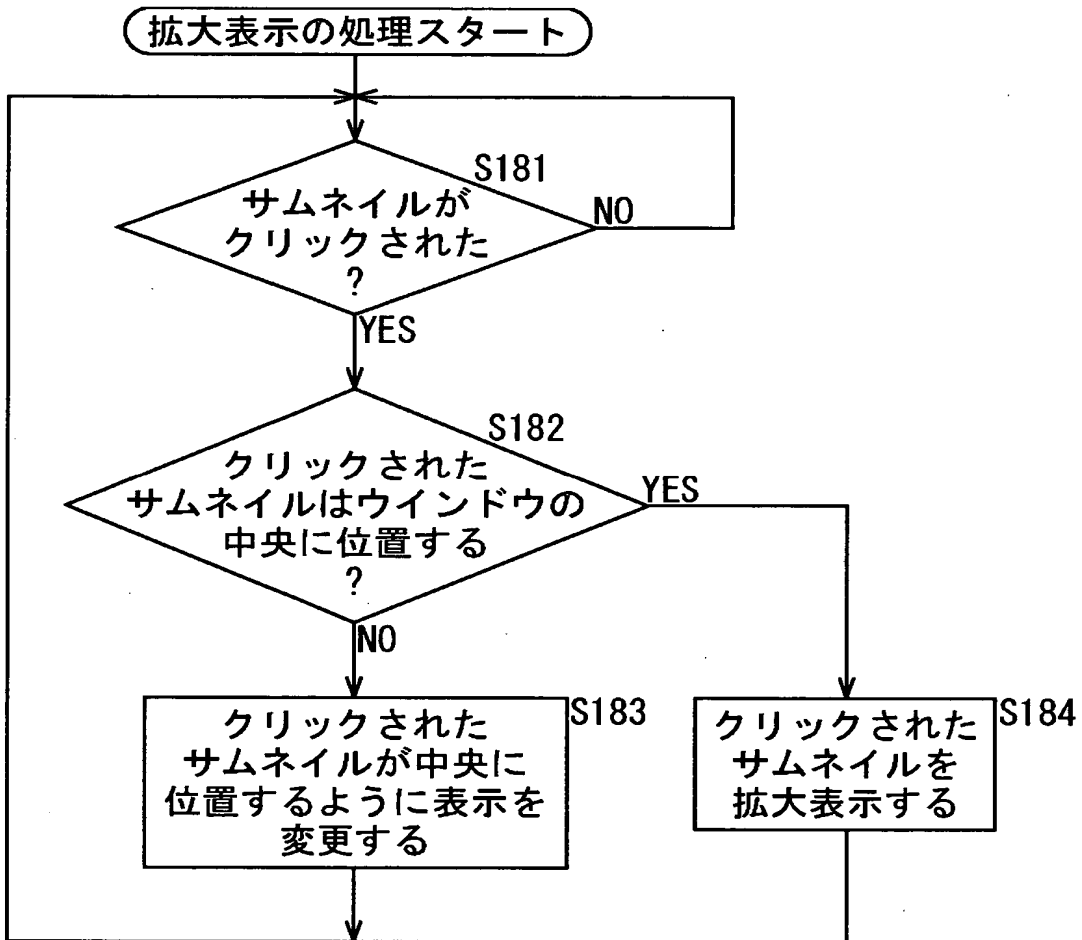 拡大表示の処理スタート
S181
サムネイルが
クリックされた
?
NO
YES
S182
クリックされた
サムネイルはウインドウの
中央に位置する
?
YES
NO
S183
クリックされた
サムネイルが中央に
位置するように表示を
変更する
S184
クリックされた
サムネイルを
拡大表示する